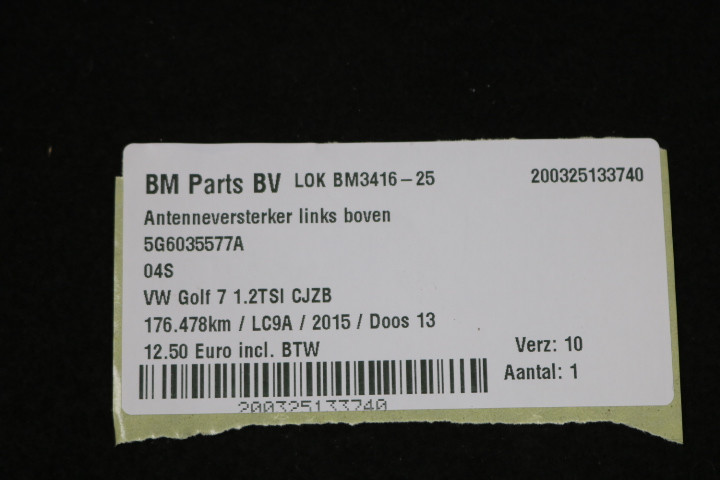 BM Parts BV LOK BM3416-25 200325133740
Antenneversterker links boven
5G6035577A
04S
VW Golf 7 1.2TSI CJZB
176.478km / LC9A / 2015 / Doos 13
12.50 Euro incl. BTW Verz: 10
Aantal: 1
200325133740